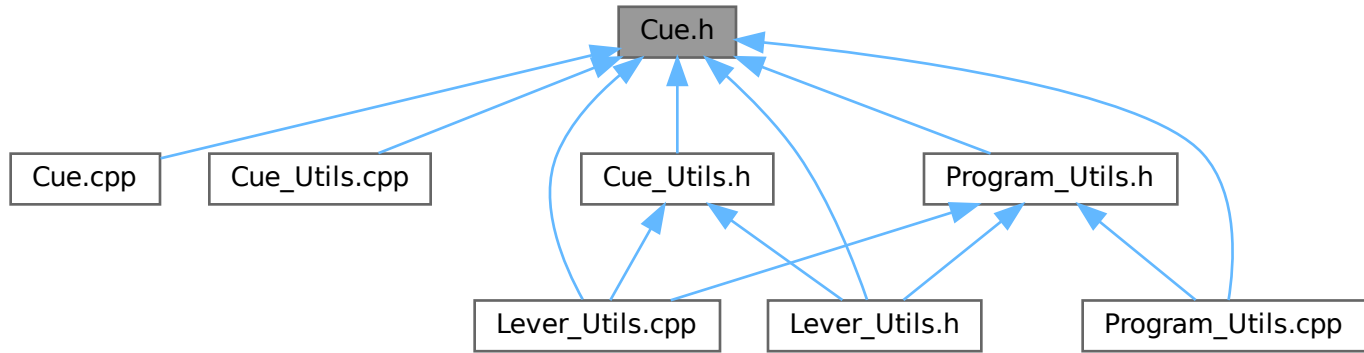 Cue.h
Cue.cpp
Cue_Utils.cpp
Cue_Utils.h
Program_Utils.h
Lever_Utils.cpp
Lever_Utils.h
Program_Utils.cpp